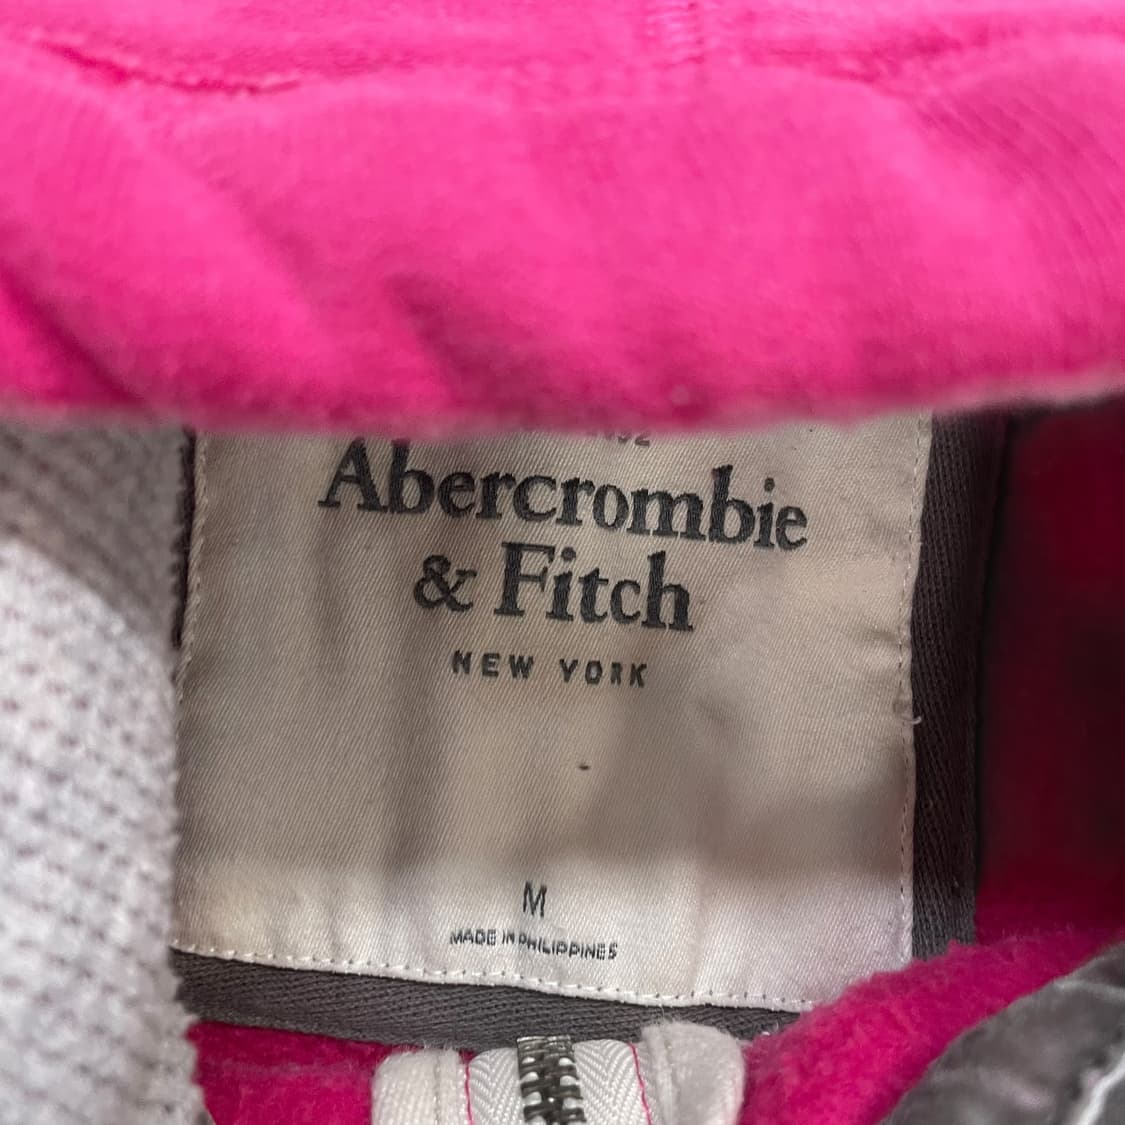 Abercrombie
& Fitch
NEW YORK
M
MADE IN PHILIPPINES